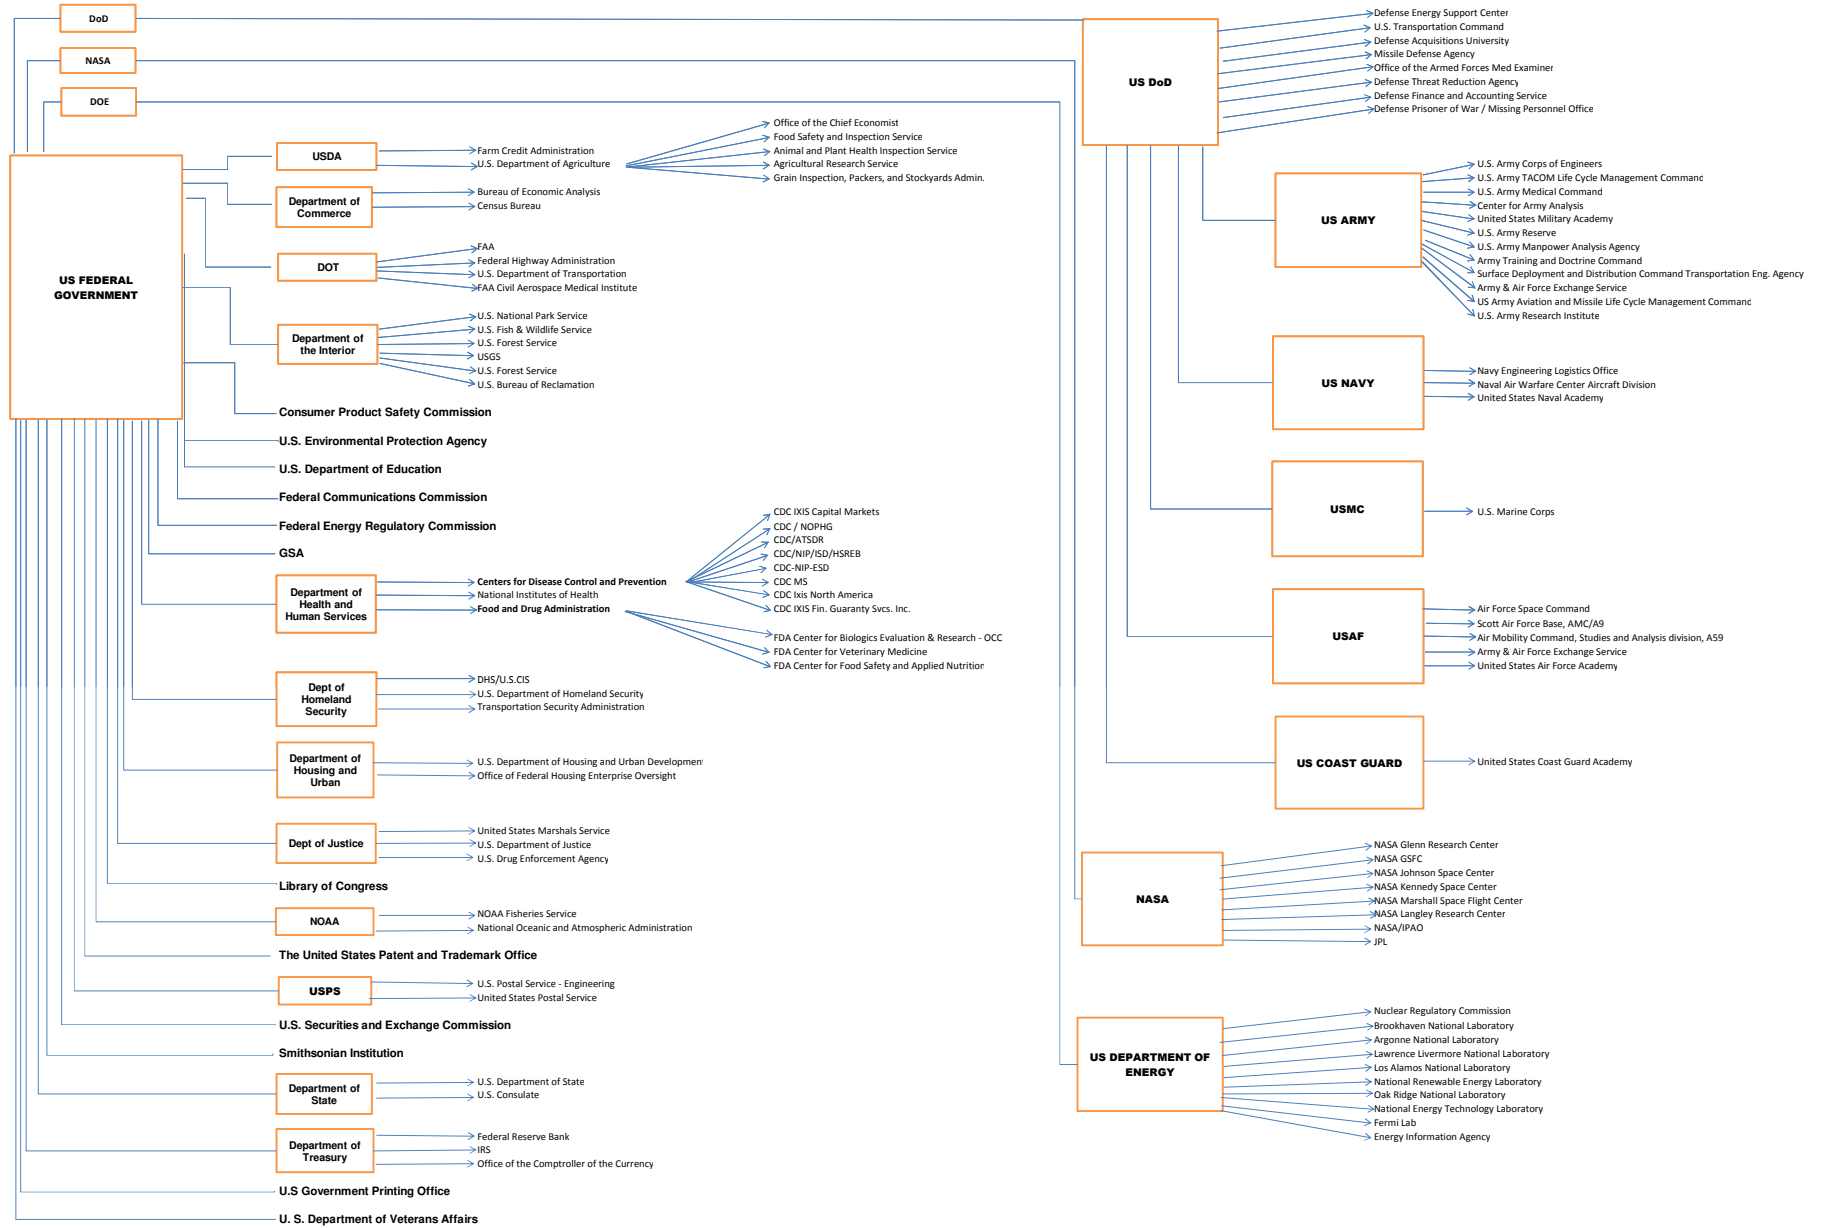 DoD
NASA
DOE
US FEDERAL
GOVERNMENT
USDA
Farm Credit Administration
U.S. Department of Agriculture
Office of the Chief Economist
Food Safety and Inspection Service
Animal and Plant Health Inspection Service
Agricultural Research Service
Grain Inspection, Packers, and Stockyards Admin.
Department of
Commerce
Bureau of Economic Analysis
Census Bureau
DOT
FAA
Federal Highway Administration
U.S. Department of Transportation
FAA Civil Aerospace Medical Institute
Department of
the Interior
U.S. National Park Service
U.S. Fish & Wildlife Service
U.S. Forest Service
USGS
U.S. Forest Service
U.S. Bureau of Reclamation
Consumer Product Safety Commission
U.S. Environmental Protection Agency
U.S. Department of Education
Federal Communications Commission
Federal Energy Regulatory Commission
GSA
Department of
Health and
Human Services
Centers for Disease Control and Prevention
National Institutes of Health
Food and Drug Administration
CDC IXIS Capital Markets
CDC / NOPHG
CDC/ATSDR
CDC/NIP/ISD/HSREB
CDC-NIP-ESD
CDC MS
CDC Ixis North America
CDC IXIS Fin. Guaranty Svcs. Inc.
FDA Center for Biologics Evaluation & Research - OCC
FDA Center for Veterinary Medicine
FDA Center for Food Safety and Applied Nutrition
Dept of
Homeland
Security
DHS/U.S.CIS
U.S. Department of Homeland Security
Transportation Security Administration
Department of
Housing and
Urban
U.S. Department of Housing and Urban Development
Office of Federal Housing Enterprise Oversight
Dept of Justice
United States Marshals Service
U.S. Department of Justice
U.S. Drug Enforcement Agency
Library of Congress
NOAA
NOAA Fisheries Service
National Oceanic and Atmospheric Administration
The United States Patent and Trademark Office
USPS
U.S. Postal Service - Engineering
United States Postal Service
U.S. Securities and Exchange Commission
Smithsonian Institution
Department of
State
U.S. Department of State
U.S. Consulate
Department of
Treasury
Federal Reserve Bank
IRS
Office of the Comptroller of the Currency
U.S Government Printing Office
U. S. Department of Veterans Affairs
US DoD
Defense Energy Support Center
U.S. Transportation Command
Defense Acquisitions University
Missile Defense Agency
Office of the Armed Forces Med Examiner
Defense Threat Reduction Agency
Defense Finance and Accounting Service
Defense Prisoner of War / Missing Personnel Office
US ARMY
U.S. Army Corps of Engineers
U.S. Army TACOM Life Cycle Management Command
U.S. Army Medical Command
Center for Army Analysis
United States Military Academy
U.S. Army Reserve
U.S. Army Manpower Analysis Agency
Army Training and Doctrine Command
Surface Deployment and Distribution Command Transportation Eng. Agency
Army & Air Force Exchange Service
US Army Aviation and Missile Life Cycle Management Command
U.S. Army Research Institute
US NAVY
Navy Engineering Logistics Office
Naval Air Warfare Center Aircraft Division
United States Naval Academy
USMC
U.S. Marine Corps
USAF
Air Force Space Command
Scott Air Force Base, AMC/A9
Air Mobility Command, Studies and Analysis division, A59
Army & Air Force Exchange Service
United States Air Force Academy
US COAST GUARD
United States Coast Guard Academy
NASA
NASA Glenn Research Center
NASA GSFC
NASA Johnson Space Center
NASA Kennedy Space Center
NASA Marshall Space Flight Center
NASA Langley Research Center
NASA/IPAO
JPL
US DEPARTMENT OF
ENERGY
Nuclear Regulatory Commission
Brookhaven National Laboratory
Argonne National Laboratory
Lawrence Livermore National Laboratory
Los Alamos National Laboratory
National Renewable Energy Laboratory
Oak Ridge National Laboratory
National Energy Technology Laboratory
Fermi Lab
Energy Information Agency